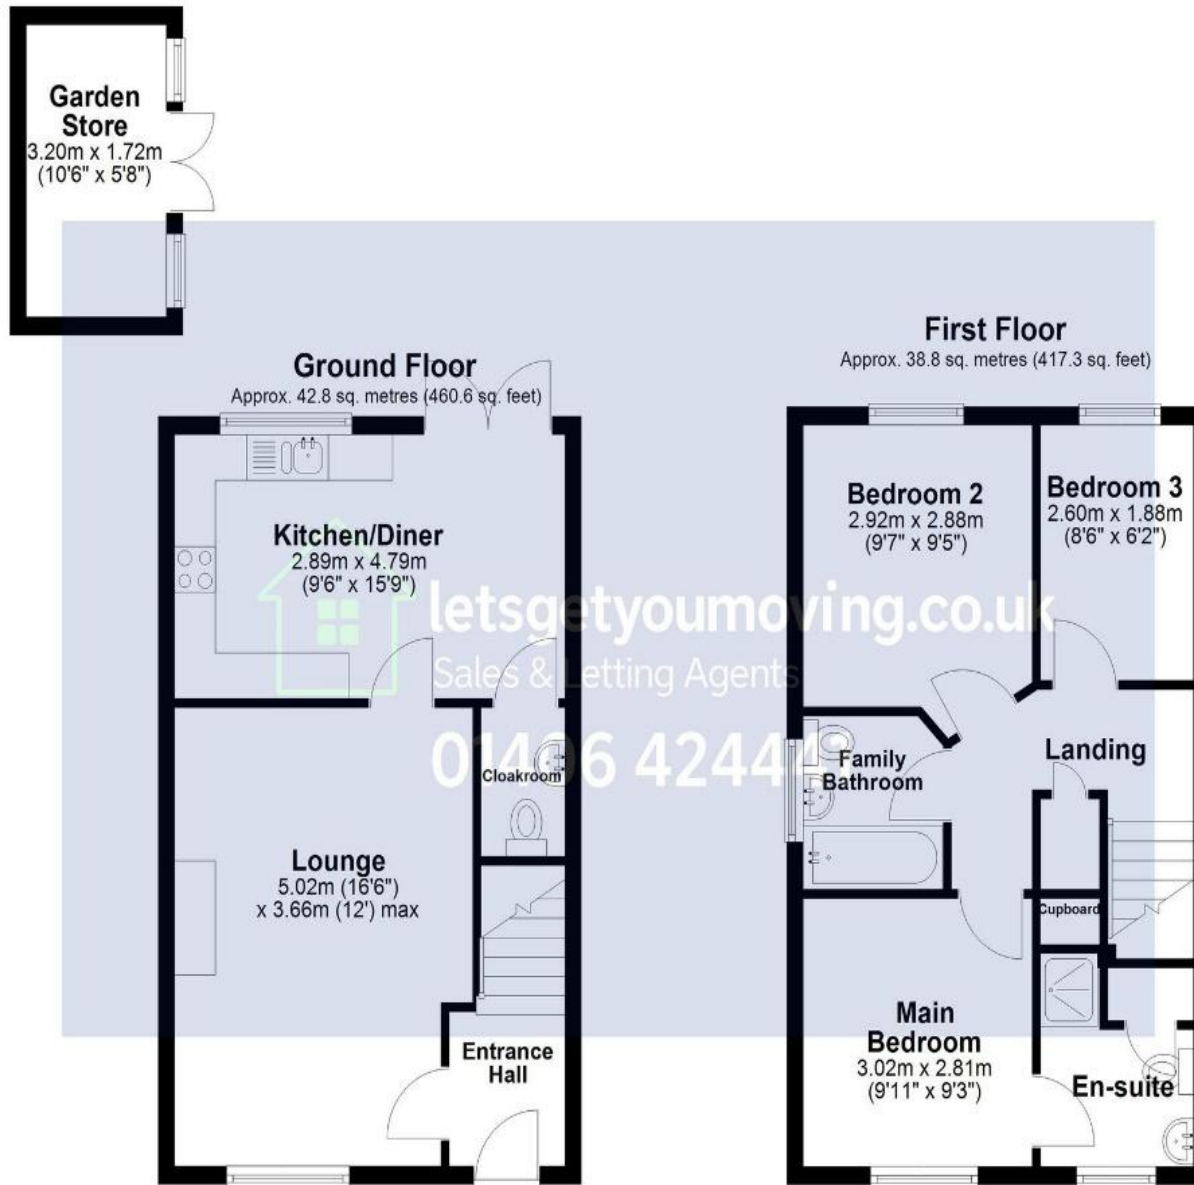 Garden
Store
3.20m x 1.72m
(10'6" x 5'8")
Ground Floor
Approx. 42.8 sq. metres (460.6 sq. feet)
Kitchen/Diner
2.89m x 4.79m
(9'6" x 15'9")
Cloakroom
Lounge
5.02m (16'6")
x 3.66m (12') max
Entrance
Hall
First Floor
Approx. 38.8 sq. metres (417.3 sq. feet)
Bedroom 2
2.92m x 2.88m
(9'7" x 9'5")
Bedroom 3
2.60m x 1.88m
(8'6" x 6'2")
Family
Bathroom
Landing
Cupboard
Main
Bedroom
3.02m x 2.81m
(9'11" x 9'3")
En-suite
letsgetyoumoving.co.uk
Sales & Letting Agents
01406 424441